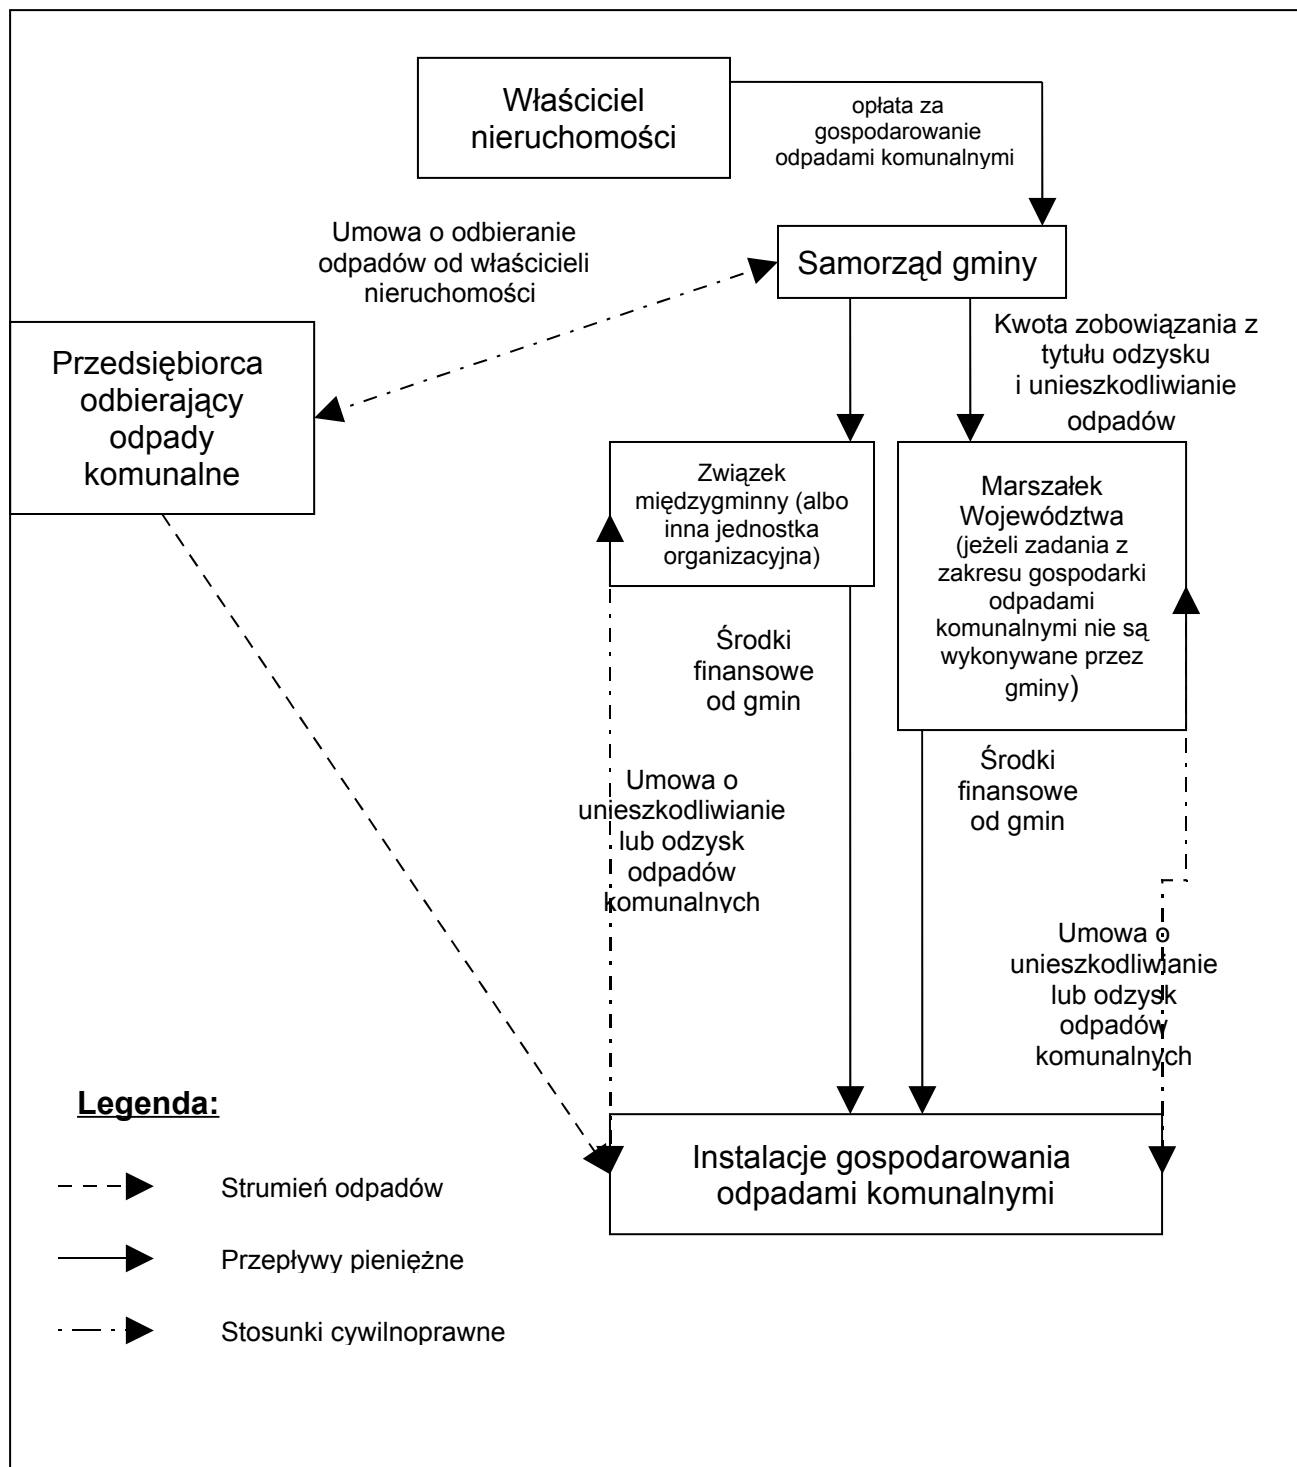 Właściciel
nieruchomości
opłata za
gospodarowanie
odpadami komunalnymi
Umowa o odbieranie
odpadów od właścicieli
nieruchomości
Samorząd gminy
Przedsiębiorca
odbierający
odpady
komunalne
Kwota zobowiązania z
tytułu odzysku
i unieszkodliwianie
odpadów
Związek
międzygminny (albo
inna jednostka
organizacyjna)
Marszałek
Województwa
(jeżeli zadania z
zakresu gospodarki
odpadami
komunalnymi nie są
wykonywane przez
gminy)
Środki
finansowe
od gmin
Środki
finansowe
od gmin
Umowa o
unieszkodliwianie
lub odzysk
odpadów
komunalnych
Umowa o
unieszkodliwianie
lub odzysk
odpadów
komunalnych
Instalacje gospodarowania
odpadami komunalnymi
Legenda:
Strumień odpadów
Przepływy pieniężne
Stosunki cywilnoprawne